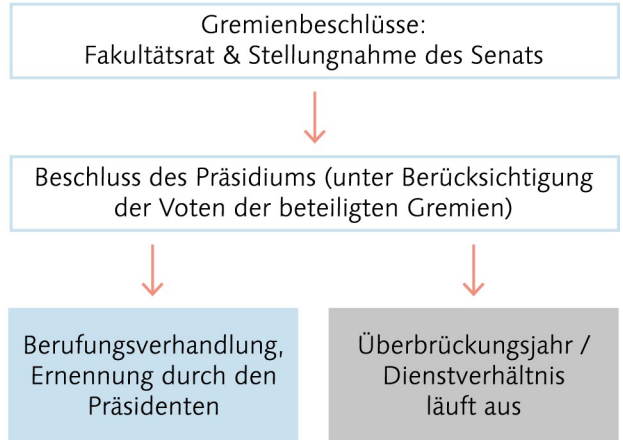 Gremienbeschlüsse:
Fakultätsrat & Stellungnahme des Senats
Beschluss des Präsidiums (unter Berücksichtigung
der Voten der beteiligten Gremien)
Berufungsverhandlung,
Ernennung durch den
Präsidenten
Überbrückungsjahr /
Dienstverhältnis
läuft aus